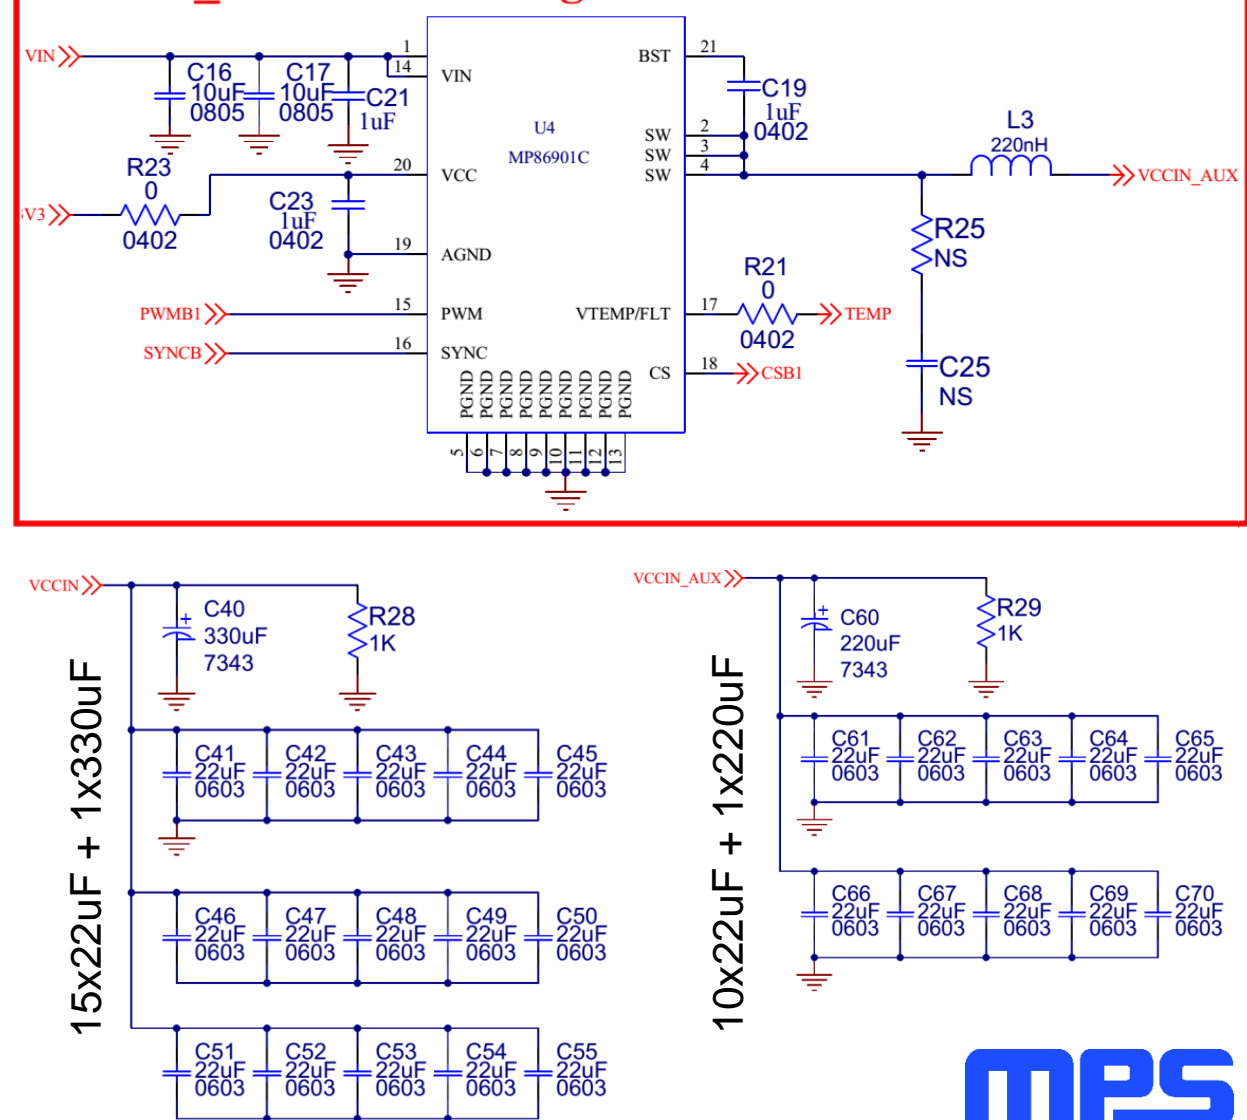 VIN
C16
10uF
0805
C17
10uF
0805
C21
1uF
1
14
VIN
BST
21
C19
1uF
0402
U4
MP86901C
SW
2
SW
3
SW
4
L3
220nH
VCCIN_AUX
R23
0
0402
C23
1uF
0402
20
VCC
19
AGND
R25
NS
C25
NS
PWMB1
15
PWM
SYNCB
16
SYNC
VTEMP/FLT
17
R21
0
0402
TEMP
CS
18
CSB1
PGND
PGND
PGND
PGND
PGND
PGND
PGND
PGND
PGND
5
6
7
8
9
10
11
12
13
VCCIN
C40
330uF
7343
R28
1K
15x22uF + 1x330uF
C41
22uF
0603
C42
22uF
0603
C43
22uF
0603
C44
22uF
0603
C45
22uF
0603
C46
22uF
0603
C47
22uF
0603
C48
22uF
0603
C49
22uF
0603
C50
22uF
0603
C51
22uF
0603
C52
22uF
0603
C53
22uF
0603
C54
22uF
0603
C55
22uF
0603
VCCIN_AUX
C60
220uF
7343
R29
1K
10x22uF + 1x220uF
C61
22uF
0603
C62
22uF
0603
C63
22uF
0603
C64
22uF
0603
C65
22uF
0603
C66
22uF
0603
C67
22uF
0603
C68
22uF
0603
C69
22uF
0603
C70
22uF
0603
mps